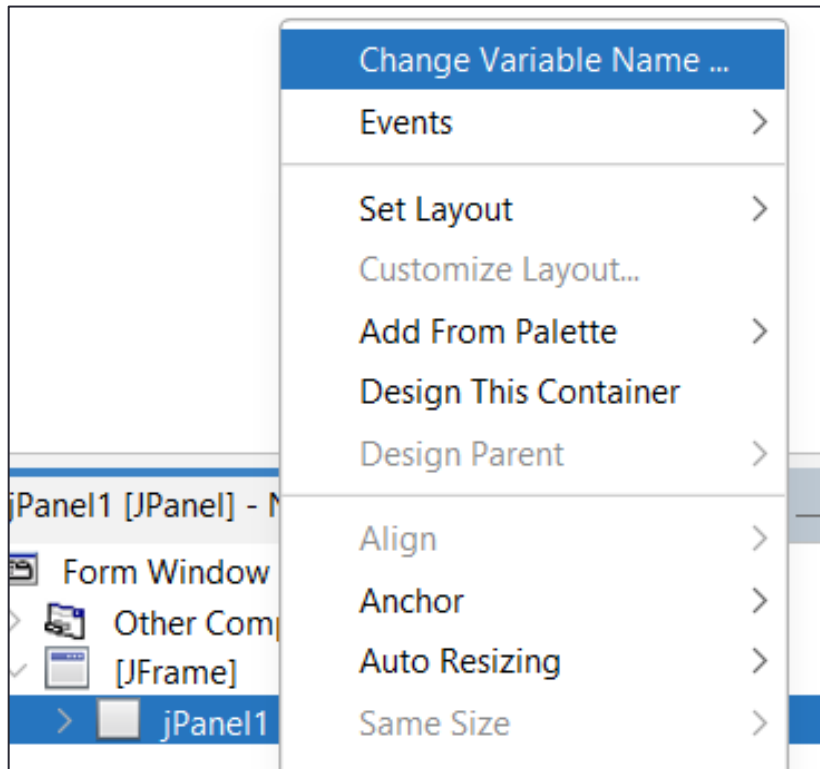 Change Variable Name ...
Events
Set Layout
Customize Layout...
Add From Palette
Design This Container
Design Parent
Align
Anchor
Auto Resizing
Same Size
jPanel1 [JPanel] -
Form Window
Other
[JFrame]
jPanel1